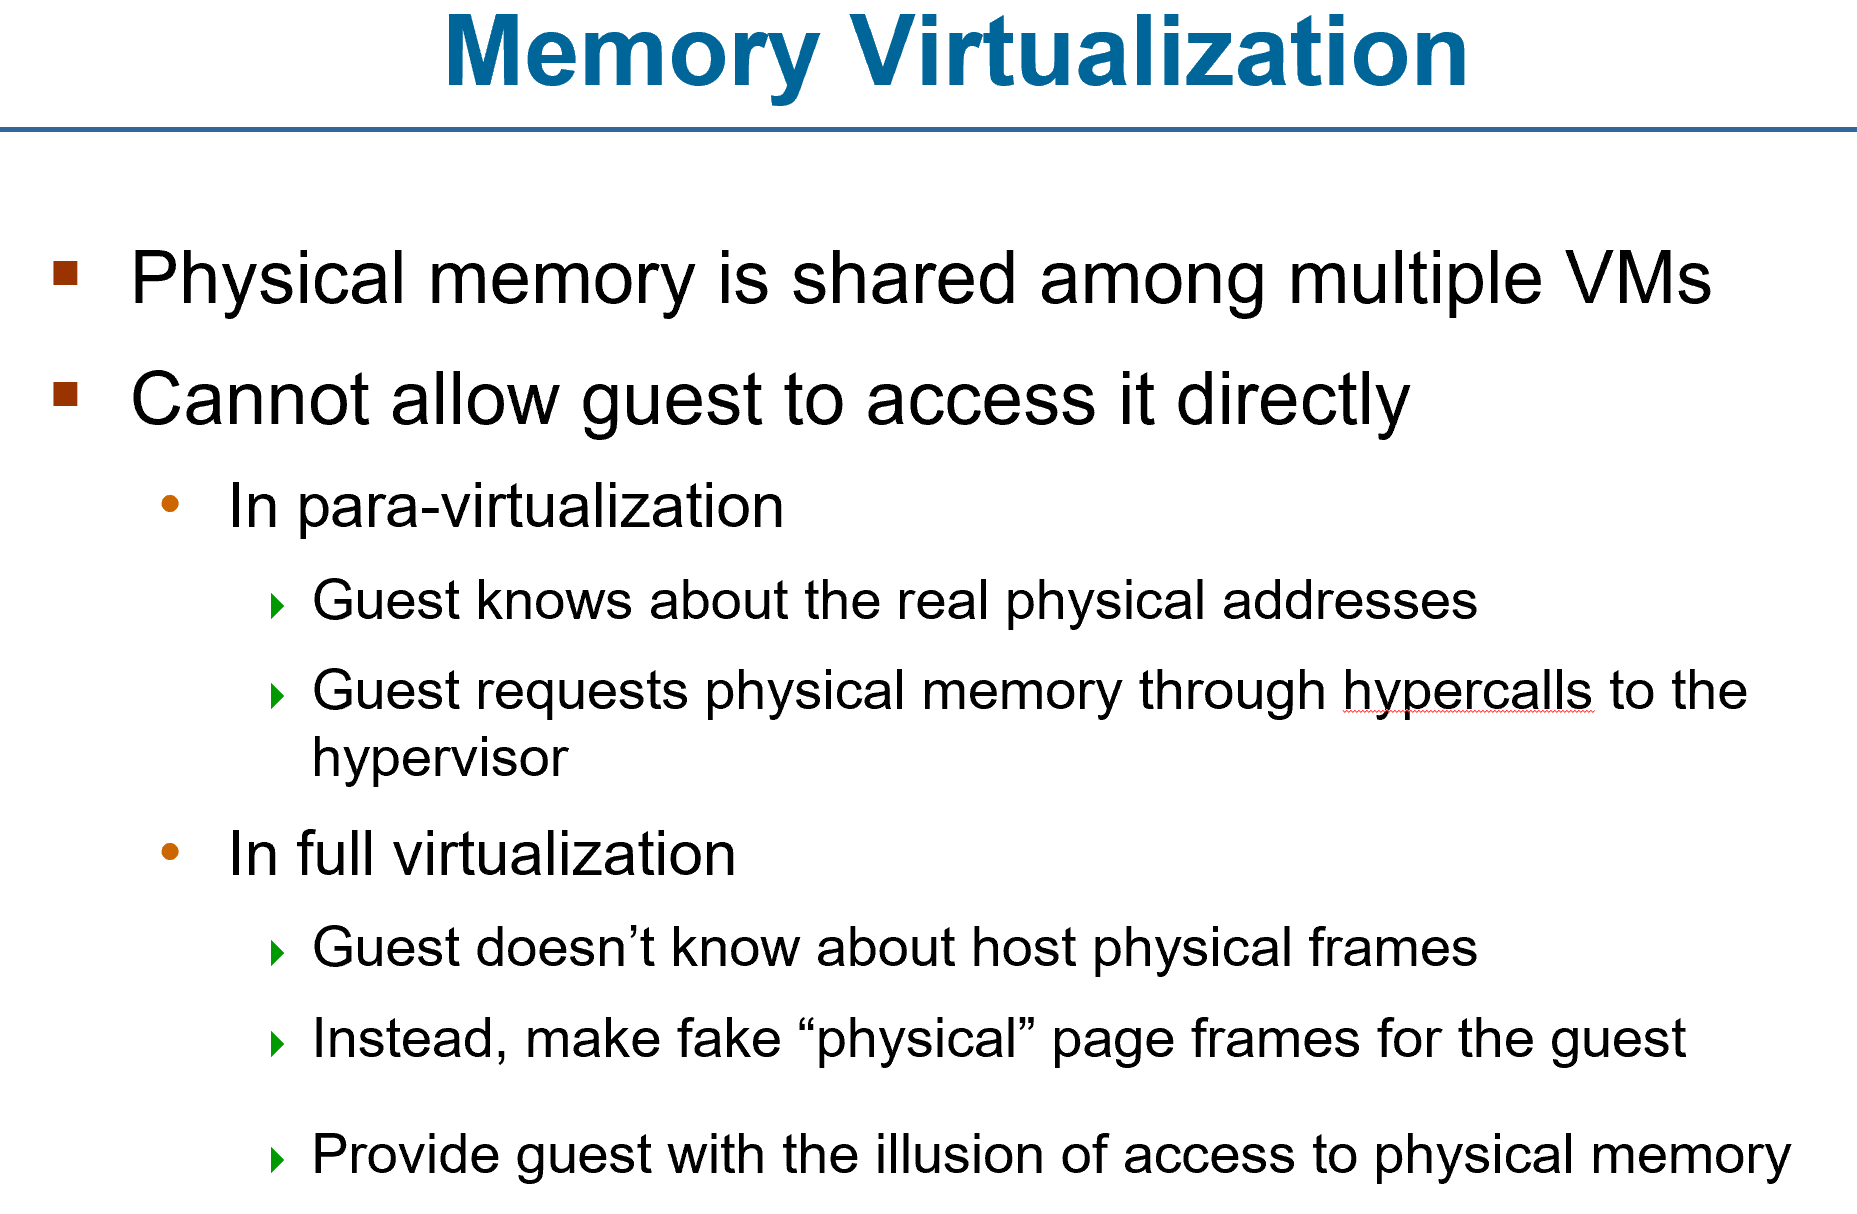 Memory Virtualization
Physical memory is shared among multiple VMs
Cannot allow guest to access it directly
In para-virtualization
Guest knows about the real physical addresses
Guest requests physical memory through hypercalls to the
hypervisor
In full virtualization
Guest doesn’t know about host physical frames
Instead, make fake “physical” page frames for the guest
Provide guest with the illusion of access to physical memory